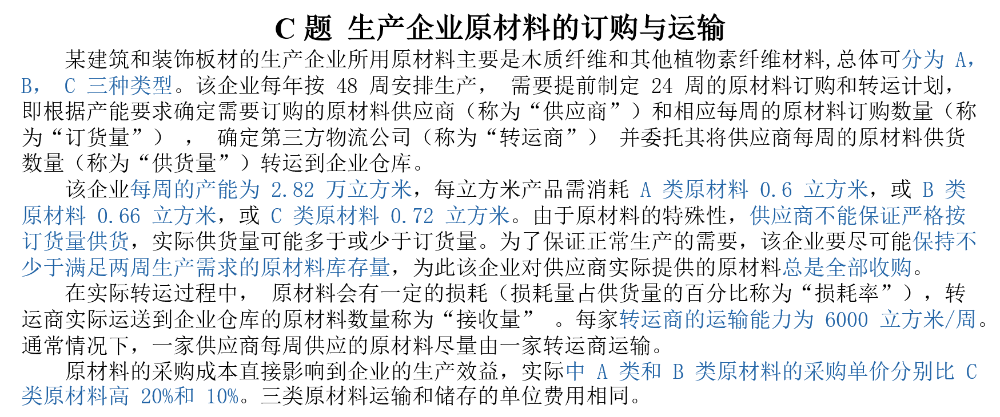 C 题 生产企业原材料的订购与运输
某建筑和装饰板材的生产企业所用原材料主要是木质纤维和其他植物素纤维材料,总体可分为 A，
B， C 三种类型。该企业每年按 48 周安排生产， 需要提前制定 24 周的原材料订购和转运计划，
即根据产能要求确定需要订购的原材料供应商（称为“供应商”）和相应每周的原材料订购数量（称
为“订货量”） ， 确定第三方物流公司（称为“转运商”） 并委托其将供应商每周的原材料供货
数量（称为“供货量”）转运到企业仓库。
该企业每周的产能为 2.82 万立方米，每立方米产品需消耗 A 类原材料 0.6 立方米，或 B 类
原材料 0.66 立方米，或 C 类原材料 0.72 立方米。由于原材料的特殊性，供应商不能保证严格按
订货量供货，实际供货量可能多于或少于订货量。为了保证正常生产的需要，该企业要尽可能保持不
少于满足两周生产需求的原材料库存量，为此该企业对供应商实际提供的原材料总是全部收购。
在实际转运过程中， 原材料会有一定的损耗（损耗量占供货量的百分比称为“损耗率”），转
运商实际运送到企业仓库的原材料数量称为“接收量” 。每家转运商的运输能力为 6000 立方米/周。
通常情况下，一家供应商每周供应的原材料尽量由一家转运商运输。
原材料的采购成本直接影响到企业的生产效益，实际中 A 类和 B 类原材料的采购单价分别比 C
类原材料高 20%和 10%。三类原材料运输和储存的单位费用相同。